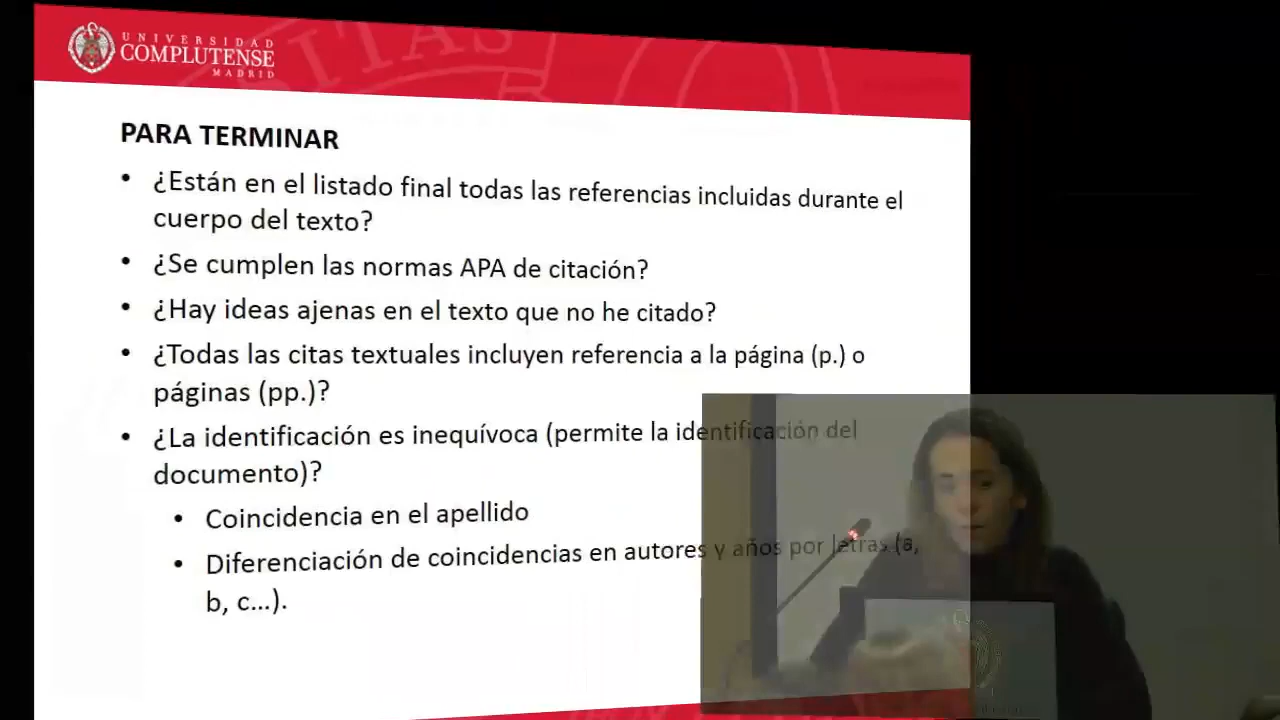 UNIVERSIDAD
COMPLUTENSE
MADRID
PARA TERMINAR
• ¿Están en el listado final todas las referencias incluidas durante el
cuerpo del texto?
• ¿Se cumplen las normas APA de citación?
• ¿Hay ideas ajenas en el texto que no he citado?
• ¿Todas las citas textuales incluyen referencia a la página (p.) o
páginas (pp.)?
• ¿La identificación es inequívoca (permite la identificación del
documento)?
• Coincidencia en el apellido
• Diferenciación de coincidencias en autores y años por letras (a,
b, c...).